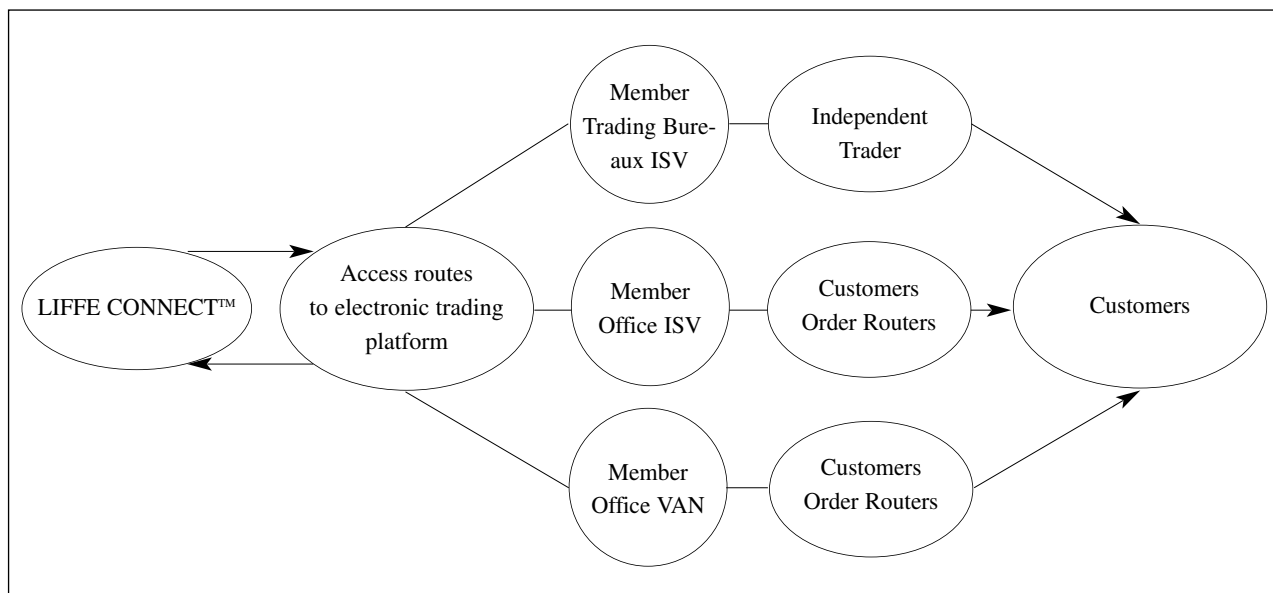 LIFFE CONNECT™
Access routes
to electronic trading
platform
Member
Trading Bure-
aux ISV
Independent
Trader
Member
Office ISV
Customers
Order Routers
Member
Office VAN
Customers
Order Routers
Customers